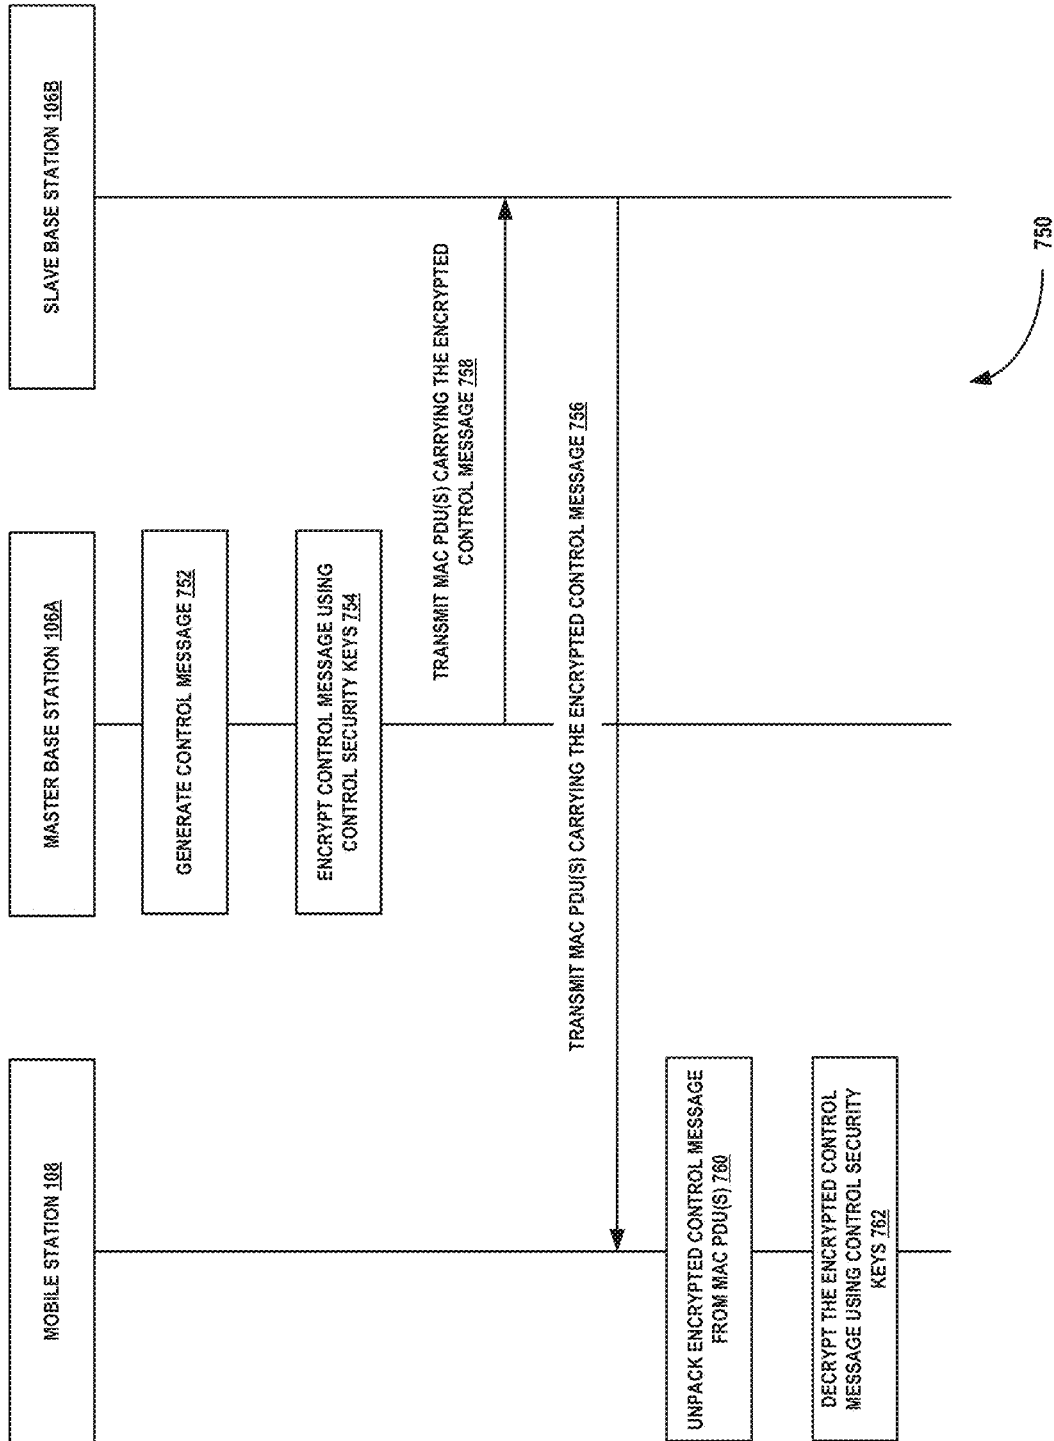 MOBILE STATION 108
MASTER BASE STATION 106A
SLAVE BASE STATION 106B
GENERATE CONTROL MESSAGE 752
ENCRYPT CONTROL MESSAGE USING
CONTROL SECURITY KEYS 754
TRANSMIT MAC PDU(S) CARRYING THE ENCRYPTED
CONTROL MESSAGE 758
TRANSMIT MAC PDU(S) CARRYING THE ENCRYPTED CONTROL MESSAGE 756
UNPACK ENCRYPTED CONTROL MESSAGE
FROM MAC PDU(S) 760
DECRYPT THE ENCRYPTED CONTROL
MESSAGE USING CONTROL SECURITY
KEYS 762
750